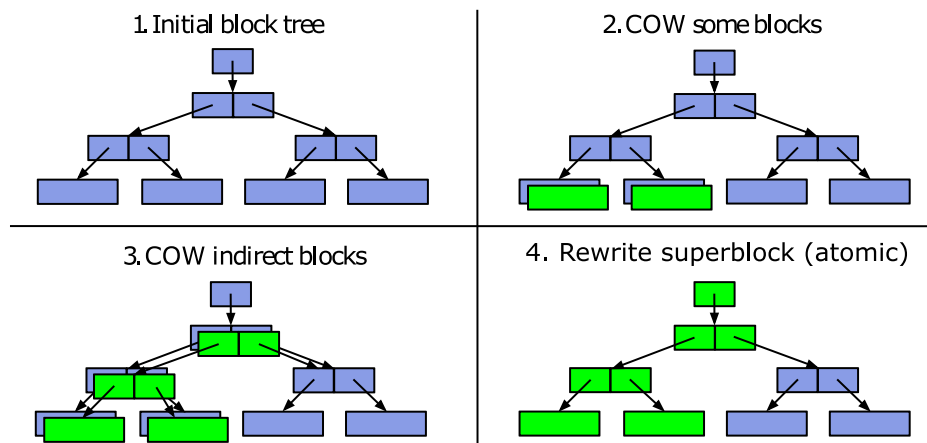 1. Initial block tree
2. COW some blocks
3. COW indirect blocks
4. Rewrite superblock (atomic)